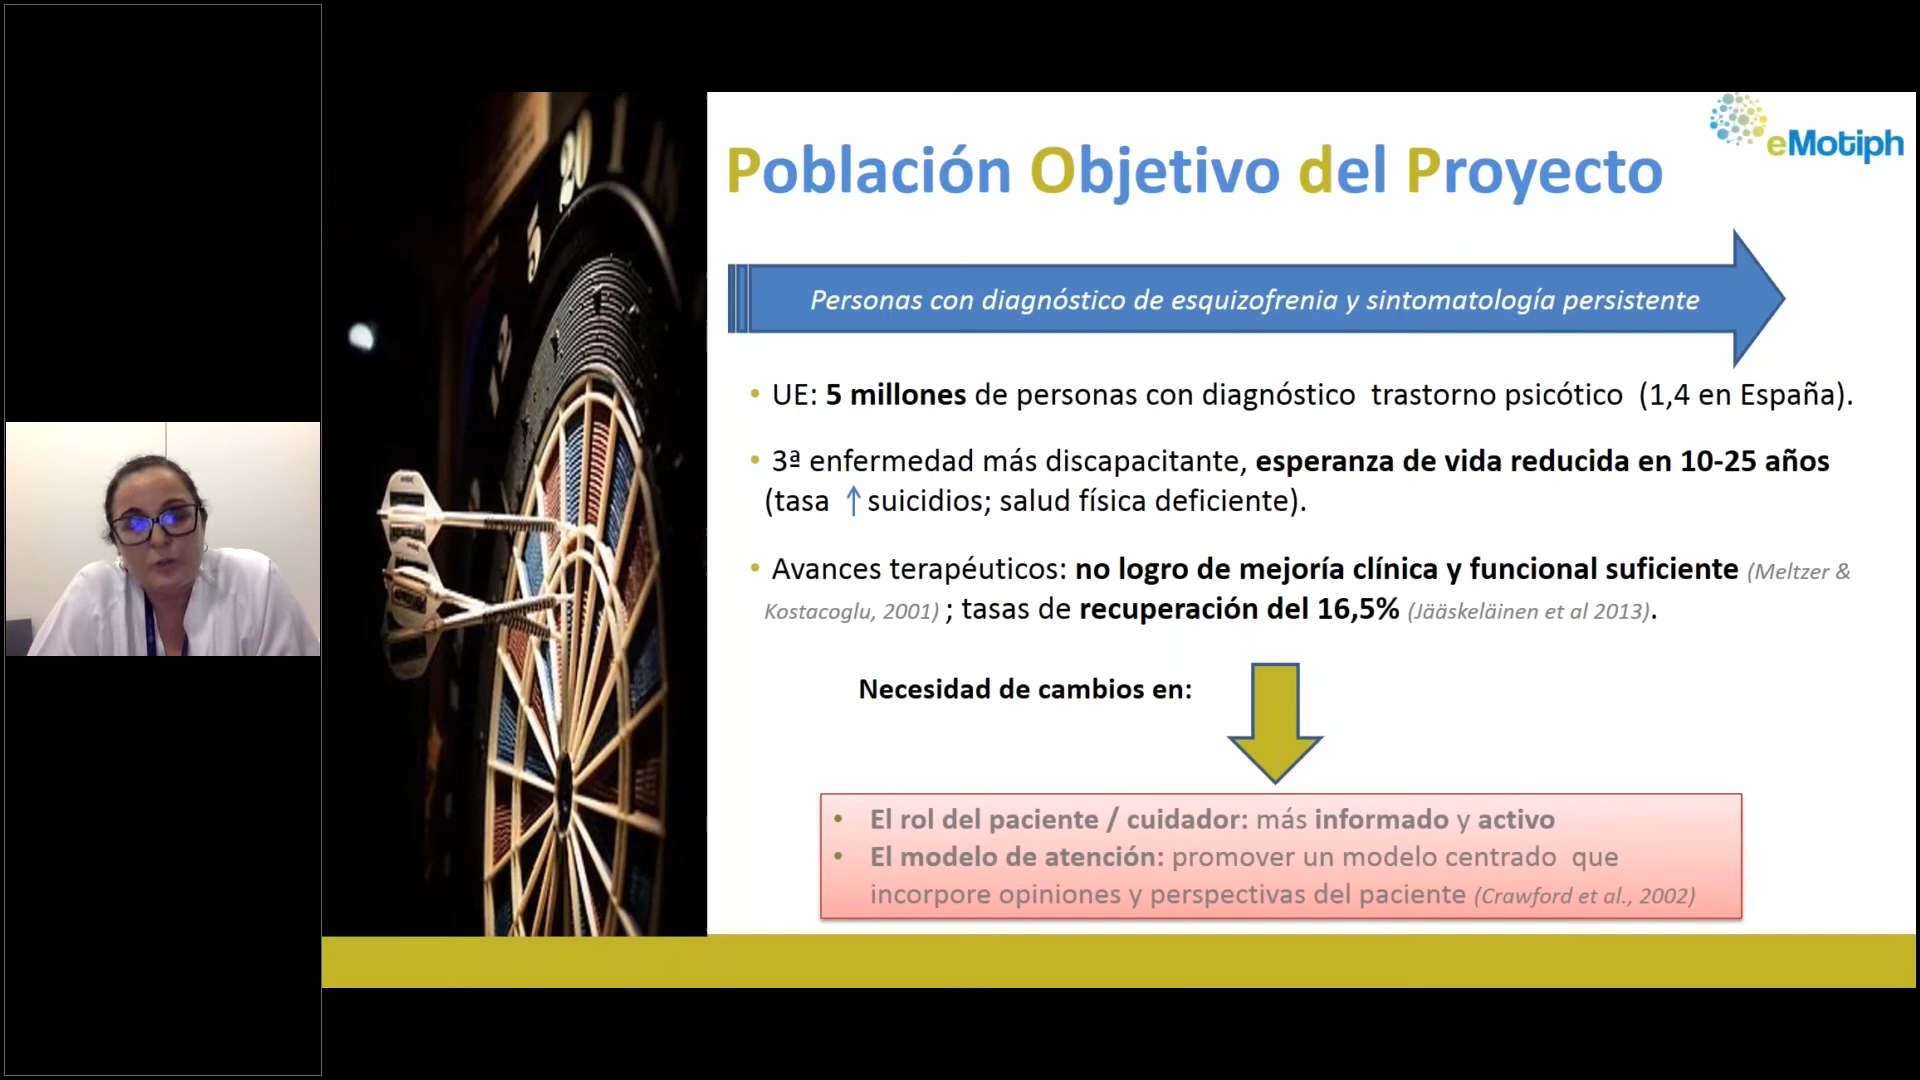 eMotiph
Población Objetivo del Proyecto
Personas con diagnóstico de esquizofrenia y sintomatología persistente
• UE: 5 millones de personas con diagnóstico trastorno psicótico (1,4 en España).
• 3ª enfermedad más discapacitante, esperanza de vida reducida en 10-25 años
(tasa ↑ suicidios; salud física deficiente).
• Avances terapéuticos: no logro de mejoría clínica y funcional suficiente (Meltzer &
Kostacoglu, 2001) ; tasas de recuperación del 16,5% (Jääskeläinen et al 2013).
Necesidad de cambios en:
• El rol del paciente / cuidador: más informado y activo
• El modelo de atención: promover un modelo centrado que
incorpore opiniones y perspectivas del paciente (Crawford et al., 2002)
20
1
5
12